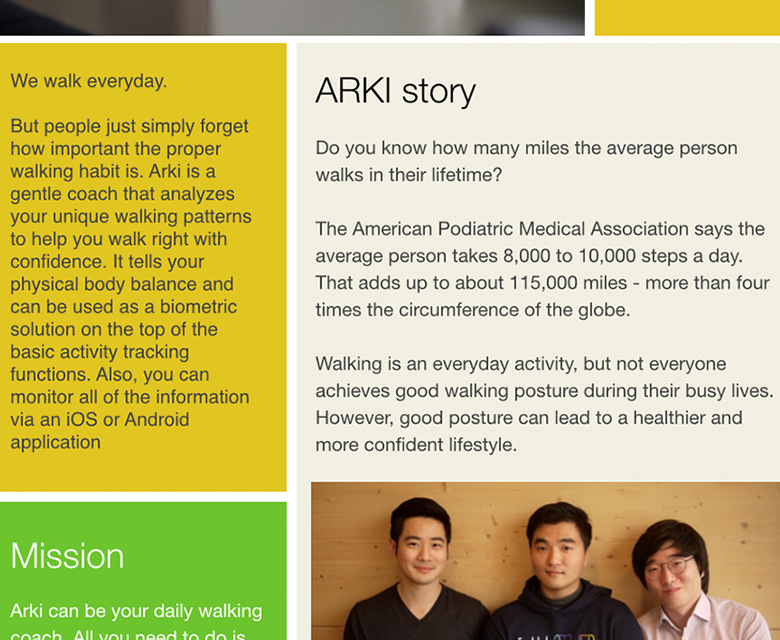 We walk everyday.
But people just simply forget
how important the proper
walking habit is. Arki is a
gentle coach that analyzes
your unique walking patterns
to help you walk right with
confidence. It tells your
physical body balance and
can be used as a biometric
solution on the top of the
basic activity tracking
functions. Also, you can
monitor all of the information
via an iOS or Android
application
Mission
Arki can be your daily walking
coach. All you need to do is
ARKI story
Do you know how many miles the average person
walks in their lifetime?
The American Podiatric Medical Association says the
average person takes 8,000 to 10,000 steps a day.
That adds up to about 115,000 miles - more than four
times the circumference of the globe.
Walking is an everyday activity, but not everyone
achieves good walking posture during their busy lives.
However, good posture can lead to a healthier and
more confident lifestyle.